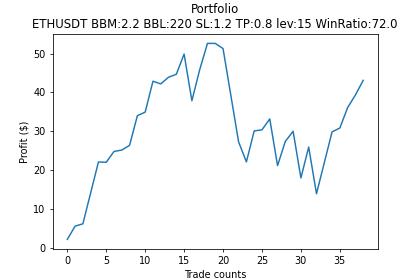 Portfolio
ETHUSDT BBM:2.2 BBL:220 SL:1.2 TP:0.8 lev:15 WinRatio:72.0
50
40
30
20
10
0
Profit ($)
0 5 10 15 20 25 30 35
Trade counts